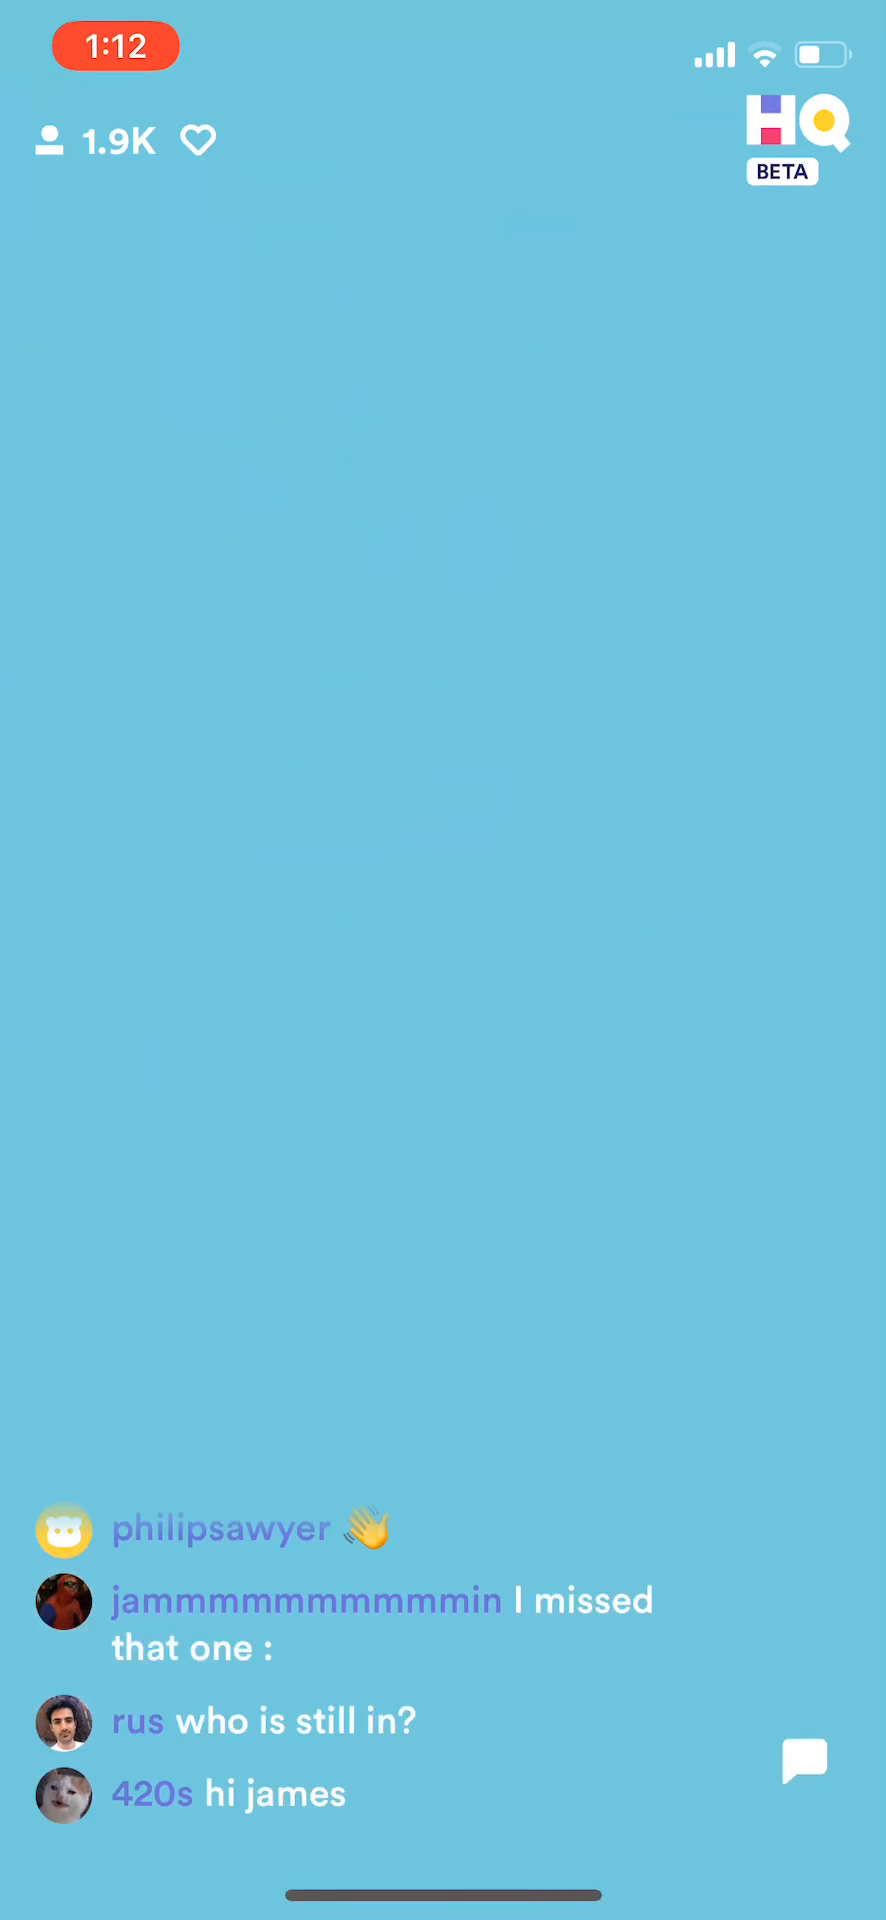 1:12
1.9K
HQ
BETA
philipsawyer 👋
jammmmmmmmmmin I missed
that one :
rus who is still in?
420s hi james